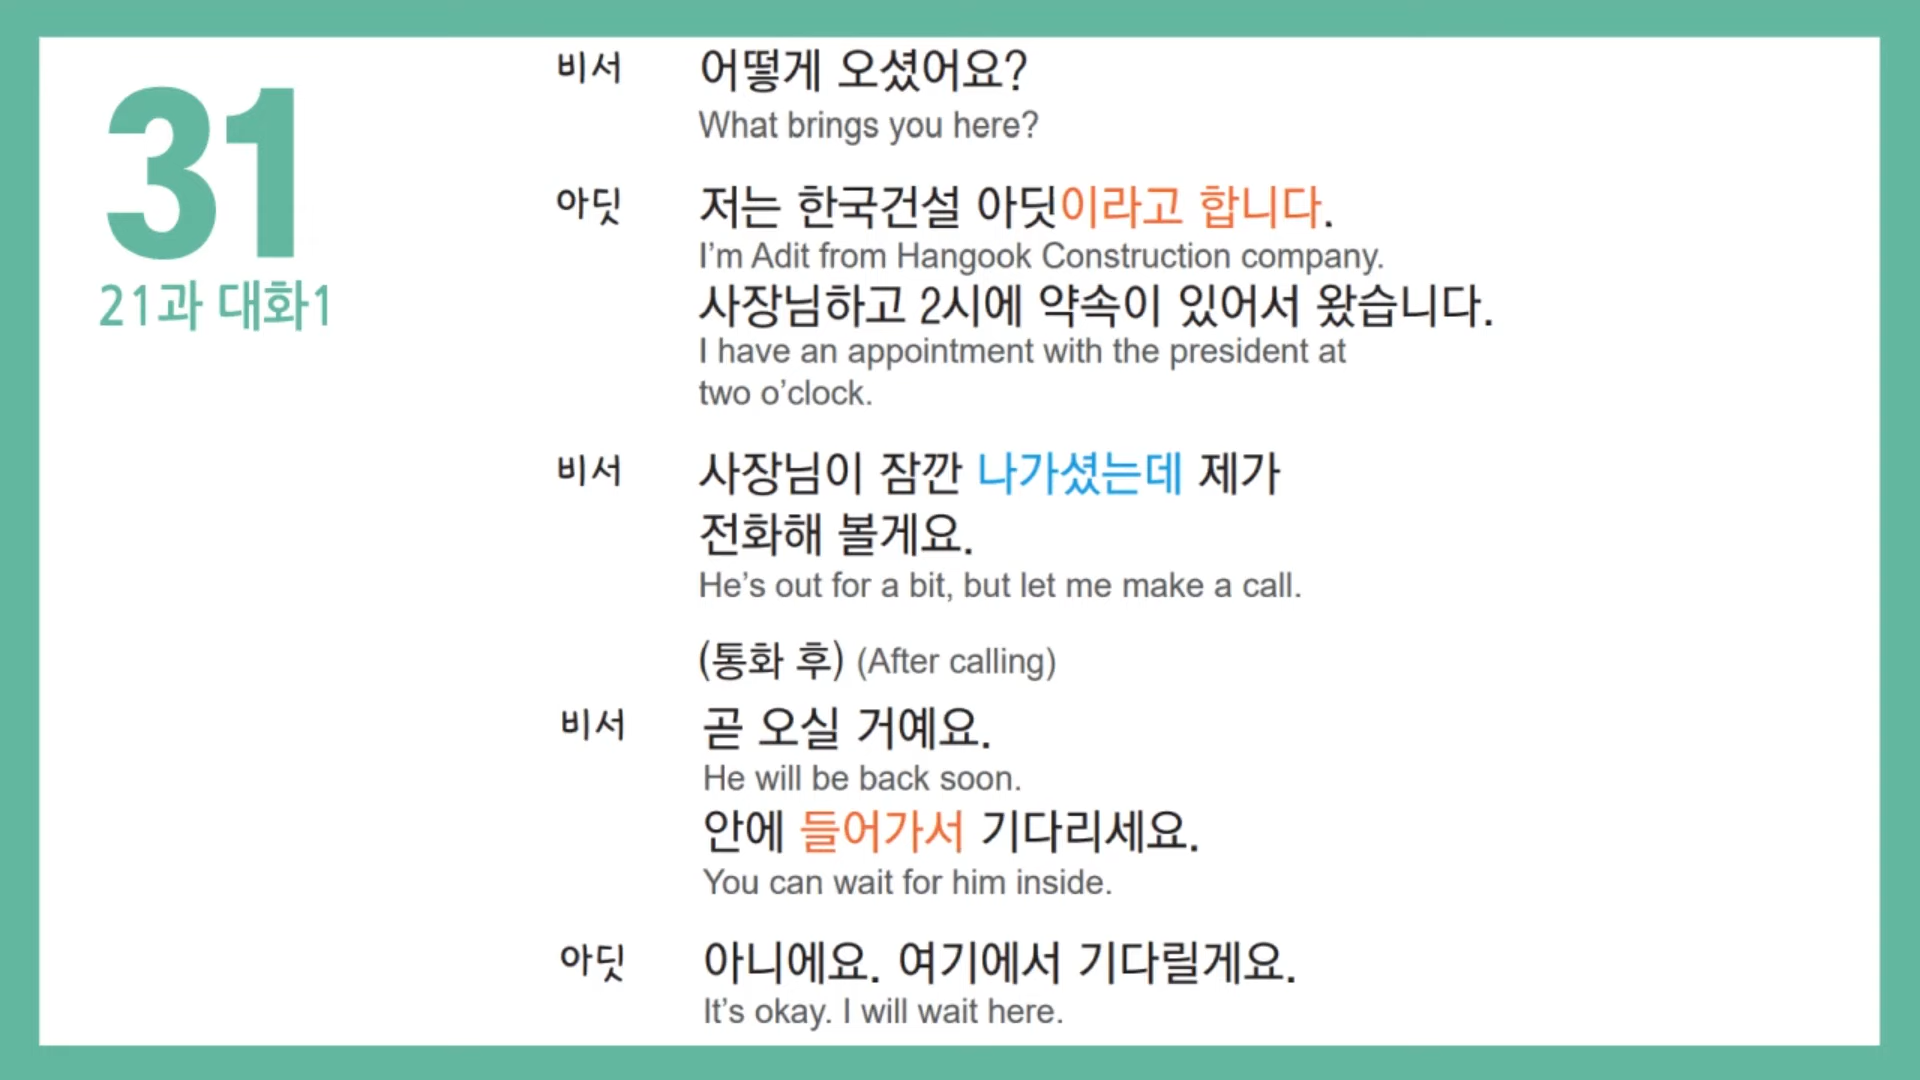 31
21과 대화1
비서 어떻게 오셨어요?
What brings you here?
아딧 저는 한국건설 아딧이라고 합니다.
I'm Adit from Hangook Construction company.
사장님하고 2시에 약속이 있어서 왔습니다.
I have an appointment with the president at
two o'clock.
비서 사장님이 잠깐 나가셨는데 제가
전화해 볼게요.
He's out for a bit, but let me make a call.
(통화 후) (After calling)
비서 곧 오실 거예요.
He will be back soon.
안에 들어가서 기다리세요.
You can wait for him inside.
아딧 아니에요. 여기에서 기다릴게요.
It's okay. I will wait here.